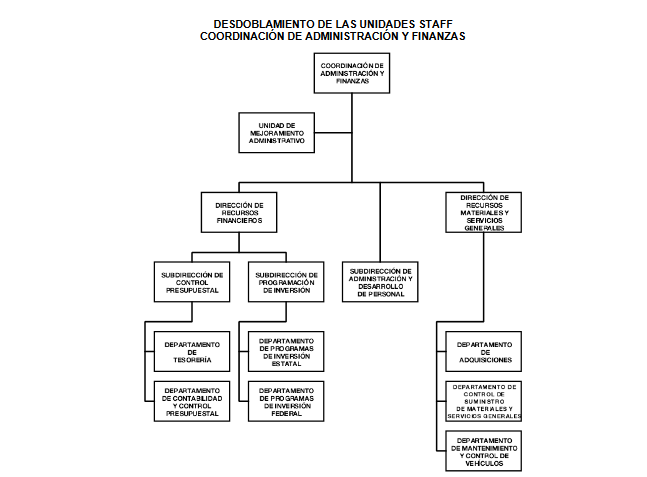 DESDOBLAMIENTO DE LAS UNIDADES STAFF
COORDINACIÓN DE ADMINISTRACIÓN Y FINANZAS
COORDINACIÓN DE
ADMINISTRACIÓN Y
FINANZAS
UNIDAD DE
MEJORAMIENTO
ADMINISTRATIVO
DIRECCIÓN DE
RECURSOS
FINANCIEROS
DIRECCIÓN DE
RECURSOS
MATERIALES Y
SERVICIOS
GENERALES
SUBDIRECCIÓN DE
CONTROL
PRESUPUESTAL
SUBDIRECCIÓN DE
PROGRAMACIÓN
DE INVERSIÓN
SUBDIRECCIÓN DE
ADMINISTRACIÓN Y
DESARROLLO
DE PERSONAL
DEPARTAMENTO
DE
TESORERÍA
DEPARTAMENTO
DE PROGRAMAS
DE INVERSIÓN
ESTATAL
DEPARTAMENTO
DE
ADQUISICIONES
DEPARTAMENTO
DE CONTABILIDAD
Y CONTROL
PRESUPUESTAL
DEPARTAMENTO
DE PROGRAMAS
DE INVERSIÓN
FEDERAL
DEPARTAMENTO DE
CONTROL DE
SUMINISTRO
DE MATERIALES Y
SERVICIOS GENERALES
DEPARTAMENTO
DE MANTENIMIENTO
Y CONTROL DE
VEHÍCULOS